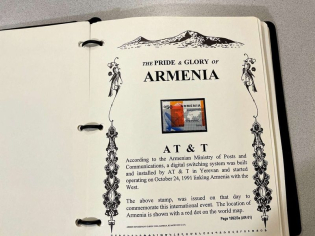 THE PRIDE & GLORY OF
ARMENIA
ARMENIA
AT & T
According to the Armenian Ministry of Posts and
Communications, a digital switching system was built
and installed by AT & T in Yerevan and started
operating on October 24, 1991 linking Armenia with the
West.
The above stamp, was issued on that day to
commemorate this international event. The location of
Armenia is shown with a red dot on the world map.